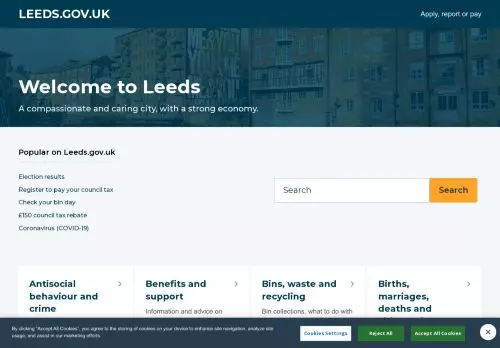 LEEDS.GOV.UK
Apply, report or pay
Welcome to Leeds
A compassionate and caring city, with a strong economy.
Popular on Leeds.gov.uk
Election results
Register to pay your council tax
Check your bin day
£150 council tax rebate
Coronavirus (COVID-19)
Search
Search
Antisocial
behaviour and
crime
Benefits and
support
Information and advice on
Bins, waste and
recycling
Bin collections, what to do with
Births,
marriages,
deaths and
By clicking "Accept All Cookies", you agree to the storing of cookies on your device to enhance site navigation, analyze site
usage, and assist in our marketing efforts.
Cookies Settings
Reject All
Accept All Cookies